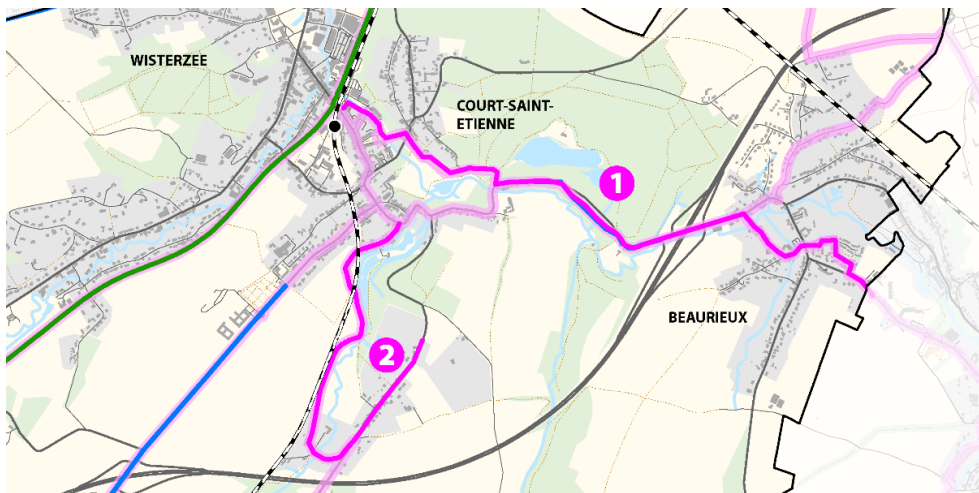 WISTERZEE
COURT-SAINT-
ETIENNE
1
BEAURIEUX
2